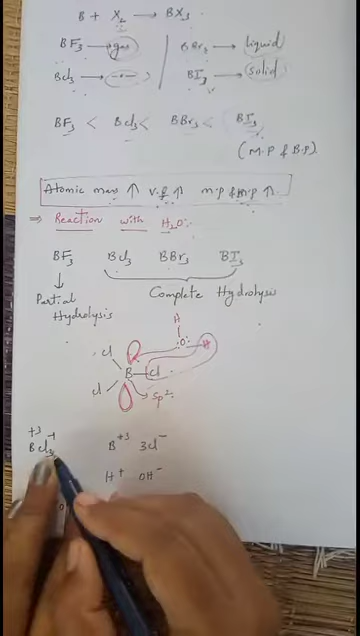 B + X2 → BX3
BF3 → gas BBr3 → liquid
BCl3 → —"— BI3 → solid
BF3 < BCl3 < BBr3 < BI3
(M.P & B.P).
Atomic mass ↑ V.f ↑ m.p & m.p ↑.
⇒ Reaction with H2O:-
BF3 BCl3 BBr3 BI3
↓
Partial Hydrolysis Complete Hydrolysis
H
Cl O H
B Cl
Cl Sp2
+3 -1
BCl3 B+3 3Cl-
H+ OH-